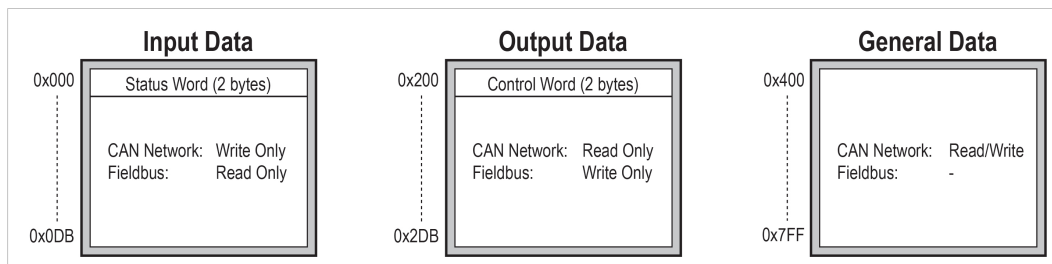 Input Data
0x000
Status Word (2 bytes)
CAN Network: Write Only
Fieldbus: Read Only
0x0DB
Output Data
0x200
Control Word (2 bytes)
CAN Network: Read Only
Fieldbus: Write Only
0x2DB
General Data
0x400
CAN Network: Read/Write
Fieldbus: -
0x7FF